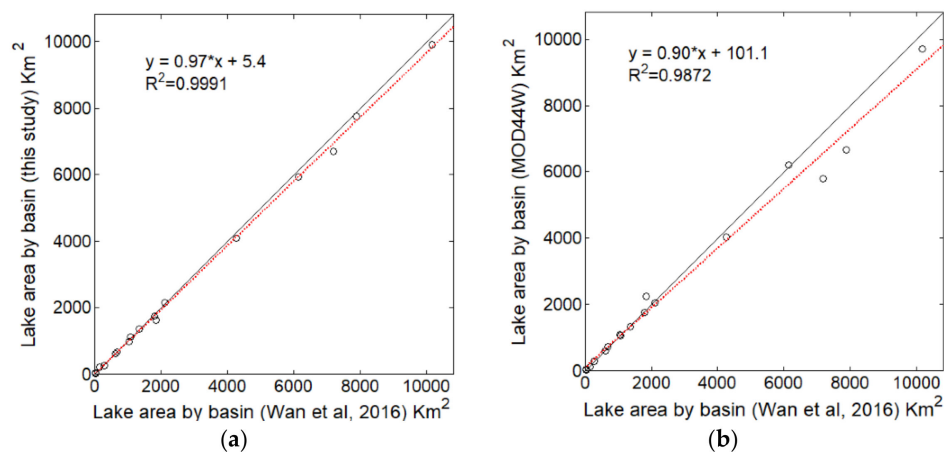 (a)
y = 0.97*x + 5.4
R²=0.9991
Lake area by basin (this study) Km²
10000
8000
6000
4000
2000
0
0 2000 4000 6000 8000 10000
Lake area by basin (Wan et al, 2016) Km²
(b)
y = 0.90*x + 101.1
R²=0.9872
Lake area by basin (MOD44W) Km²
10000
8000
6000
4000
2000
0
0 2000 4000 6000 8000 10000
Lake area by basin (Wan et al, 2016) Km²